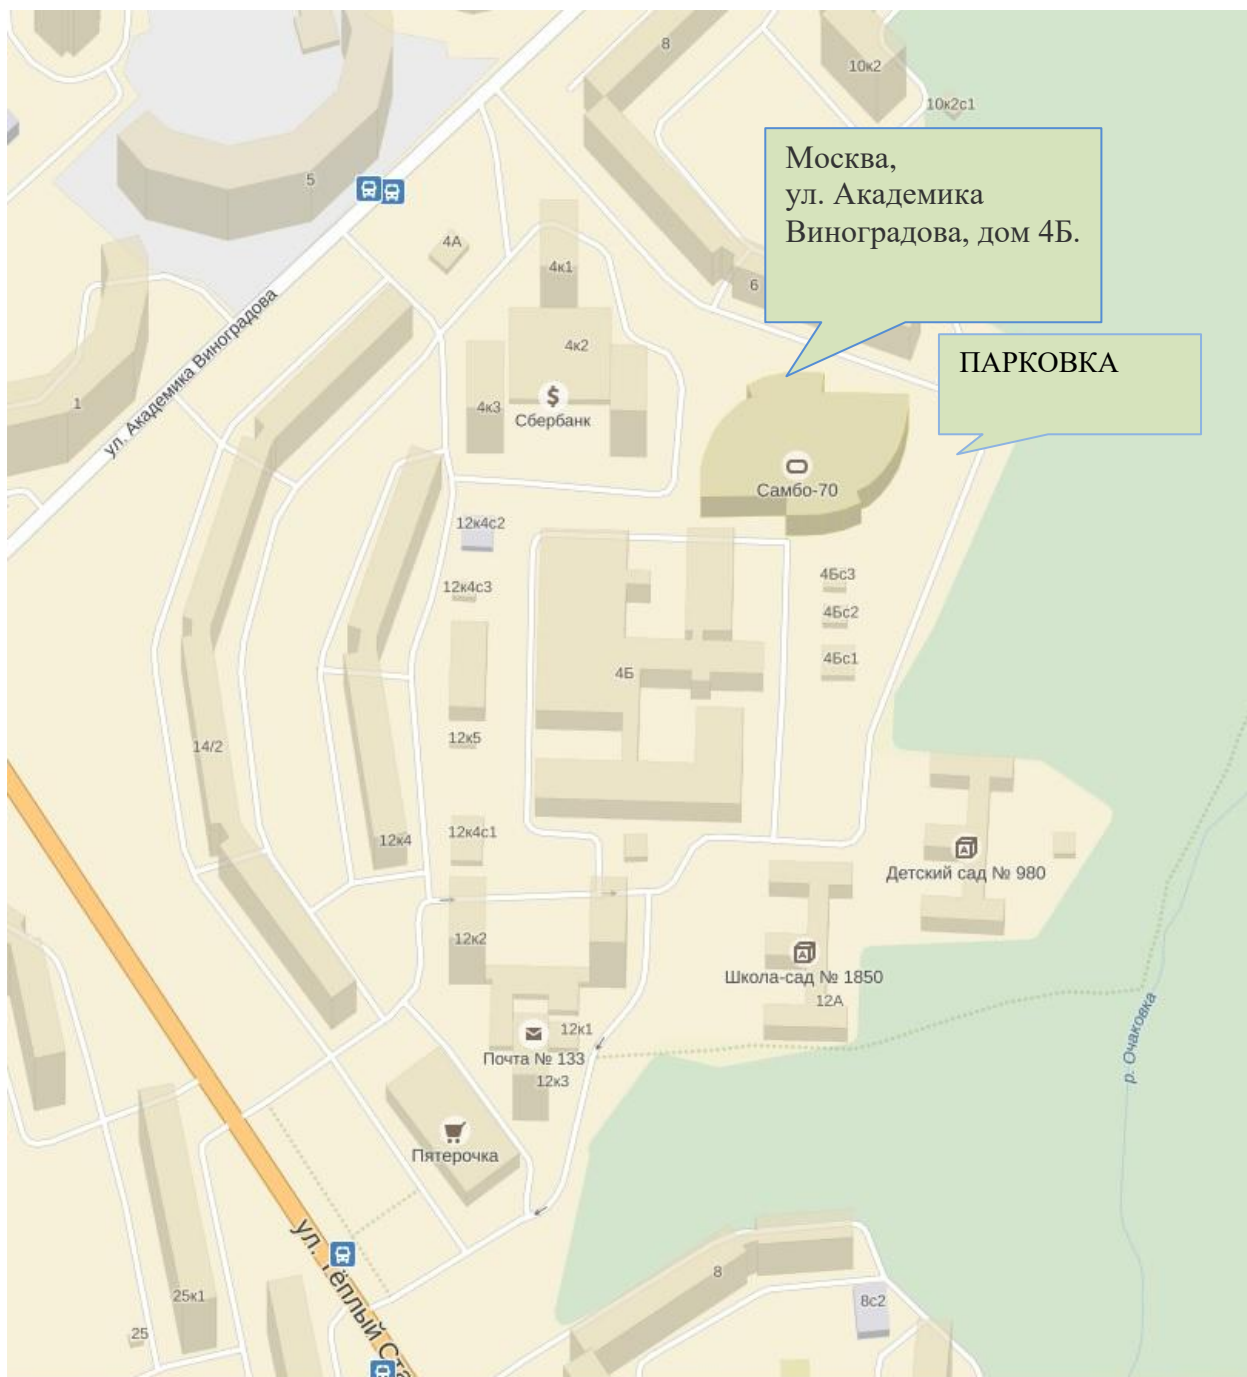 8
10к2
10к2с1
Москва,
ул. Академика
Виноградова, дом 4Б.
5
4А
4к1
6
ул. Академика Виноградова
4к2
ПАРКОВКА
1
4к3
Сбербанк
Самбо-70
12к4с2
4Бс3
12к4с3
4Бс2
4Бс1
4Б
12к5
14/2
12к4с1
12к4
Детский сад № 980
12к2
Школа-сад № 1850
12А
12к1
Почта № 133
12к3
р. Очаковка
Пятерочка
ул. Тёплый Ста
8
25к1
8с2
25